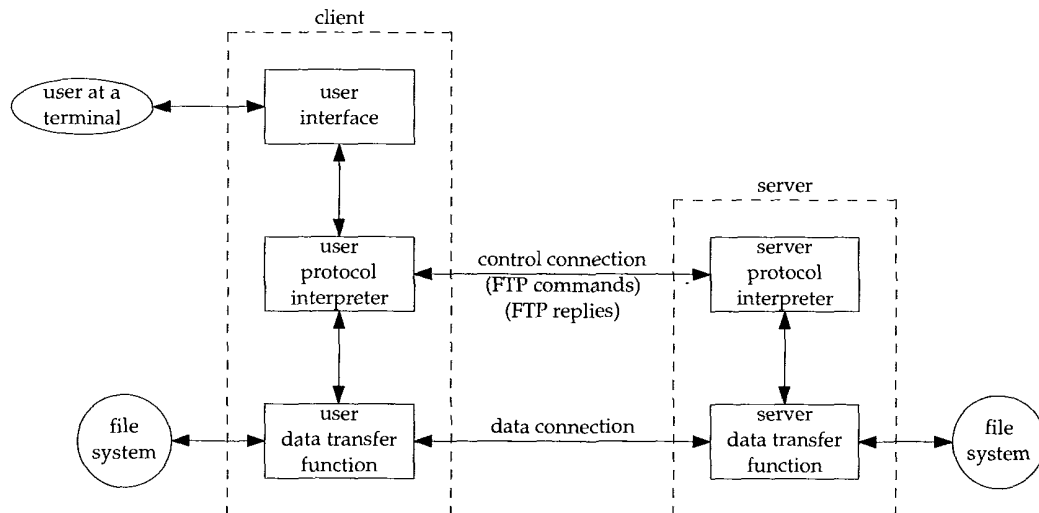 client
user at a
terminal
user
interface
server
user
protocol
interpreter
control connection
(FTP commands)
(FTP replies)
server
protocol
interpreter
file
system
user
data transfer
function
data connection
server
data transfer
function
file
system